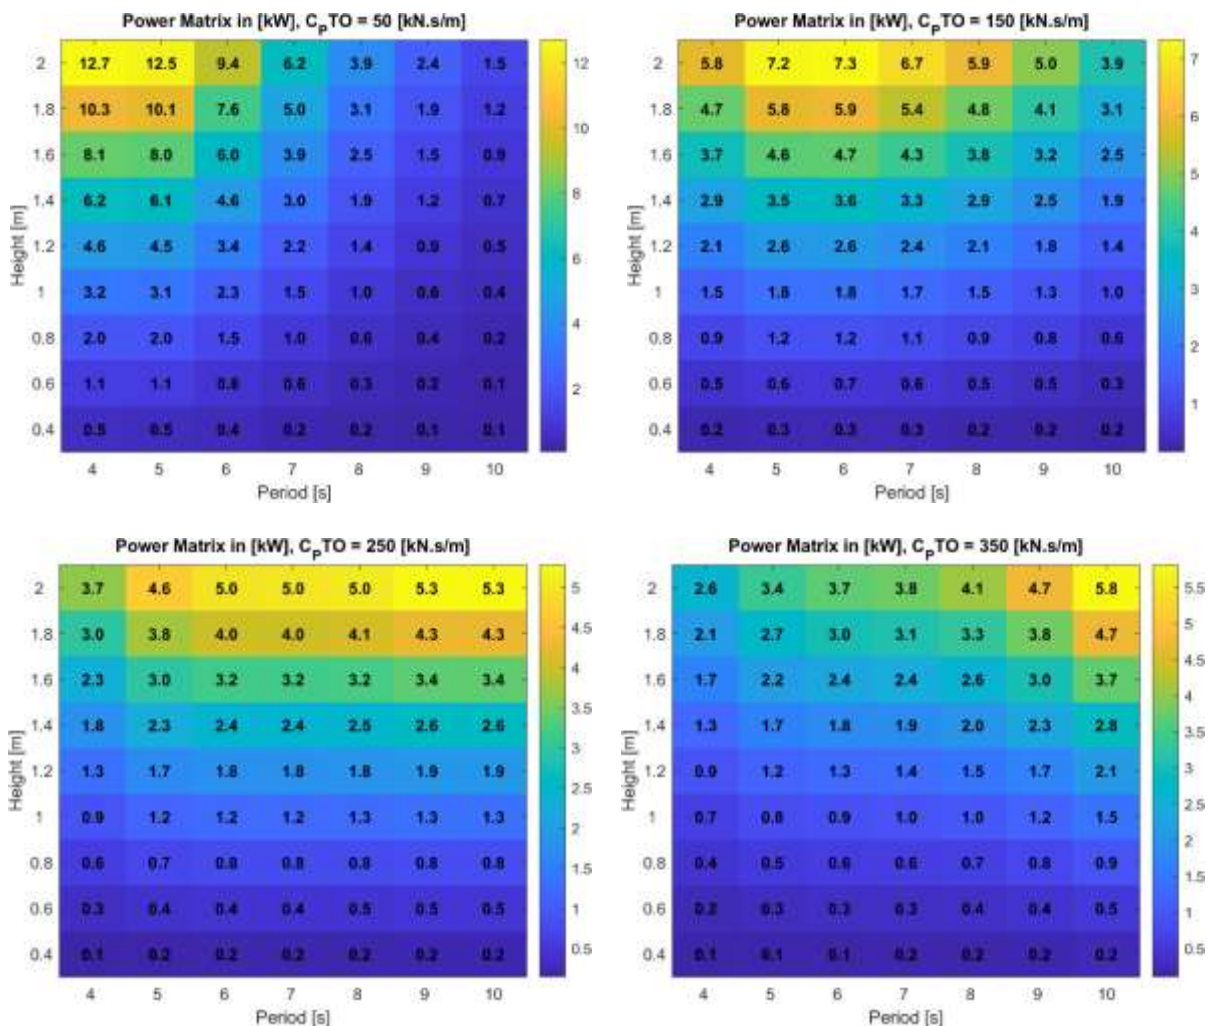 Power Matrix in [kW], CPTO = 50 [kN.s/m]
2 12.7 12.5 9.4 6.2 3.9 2.4 1.5 12
1.8 10.3 10.1 7.6 5.0 3.1 1.9 1.2 10
1.6 8.1 8.0 6.0 3.9 2.5 1.5 0.9
1.4 6.2 6.1 4.6 3.0 1.9 1.2 0.7 8
1.2 4.6 4.5 3.4 2.2 1.4 0.9 0.5 6
1 3.2 3.1 2.3 1.5 1.0 0.6 0.4
0.8 2.0 2.0 1.5 1.0 0.6 0.4 0.2 4
0.6 1.1 1.1 0.8 0.6 0.3 0.2 0.1 2
0.4 0.5 0.5 0.4 0.2 0.2 0.1 0.1
4 5 6 7 8 9 10
Period [s]
Height [m]
Power Matrix in [kW], CPTO = 150 [kN.s/m]
2 5.8 7.2 7.3 6.7 5.9 5.0 3.9 7
1.8 4.7 5.8 5.9 5.4 4.8 4.1 3.1 6
1.6 3.7 4.6 4.7 4.3 3.8 3.2 2.5 5
1.4 2.9 3.5 3.6 3.3 2.9 2.5 1.9
1.2 2.1 2.6 2.6 2.4 2.1 1.8 1.4 4
1 1.5 1.8 1.8 1.7 1.5 1.3 1.0 3
0.8 0.9 1.2 1.2 1.1 0.9 0.8 0.6 2
0.6 0.5 0.6 0.7 0.6 0.5 0.5 0.3 1
0.4 0.2 0.3 0.3 0.3 0.2 0.2 0.2
4 5 6 7 8 9 10
Period [s]
Height [m]
Power Matrix in [kW], CPTO = 250 [kN.s/m]
2 3.7 4.6 5.0 5.0 5.0 5.3 5.3 5
1.8 3.0 3.8 4.0 4.0 4.1 4.3 4.3 4.5
1.6 2.3 3.0 3.2 3.2 3.2 3.4 3.4 4
3.5
1.4 1.8 2.3 2.4 2.4 2.5 2.6 2.6 3
1.2 1.3 1.7 1.8 1.8 1.8 1.9 1.9 2.5
1 0.9 1.2 1.2 1.2 1.3 1.3 1.3 2
0.8 0.6 0.7 0.8 0.8 0.8 0.8 0.8 1.5
0.6 0.3 0.4 0.4 0.4 0.5 0.5 0.5 1
0.4 0.1 0.2 0.2 0.2 0.2 0.2 0.2 0.5
4 5 6 7 8 9 10
Period [s]
Height [m]
Power Matrix in [kW], CPTO = 350 [kN.s/m]
2 2.6 3.4 3.7 3.8 4.1 4.7 5.8 5.5
1.8 2.1 2.7 3.0 3.1 3.3 3.8 4.7 5
4.5
1.6 1.7 2.2 2.4 2.4 2.6 3.0 3.7 4
1.4 1.3 1.7 1.8 1.9 2.0 2.3 2.8 3.5
1.2 0.9 1.2 1.3 1.4 1.5 1.7 2.1 3
2.5
1 0.7 0.8 0.9 1.0 1.0 1.2 1.5 2
0.8 0.4 0.5 0.6 0.6 0.7 0.8 0.9 1.5
0.6 0.2 0.3 0.3 0.3 0.4 0.4 0.5 1
0.4 0.1 0.1 0.1 0.2 0.2 0.2 0.2 0.5
4 5 6 7 8 9 10
Period [s]
Height [m]